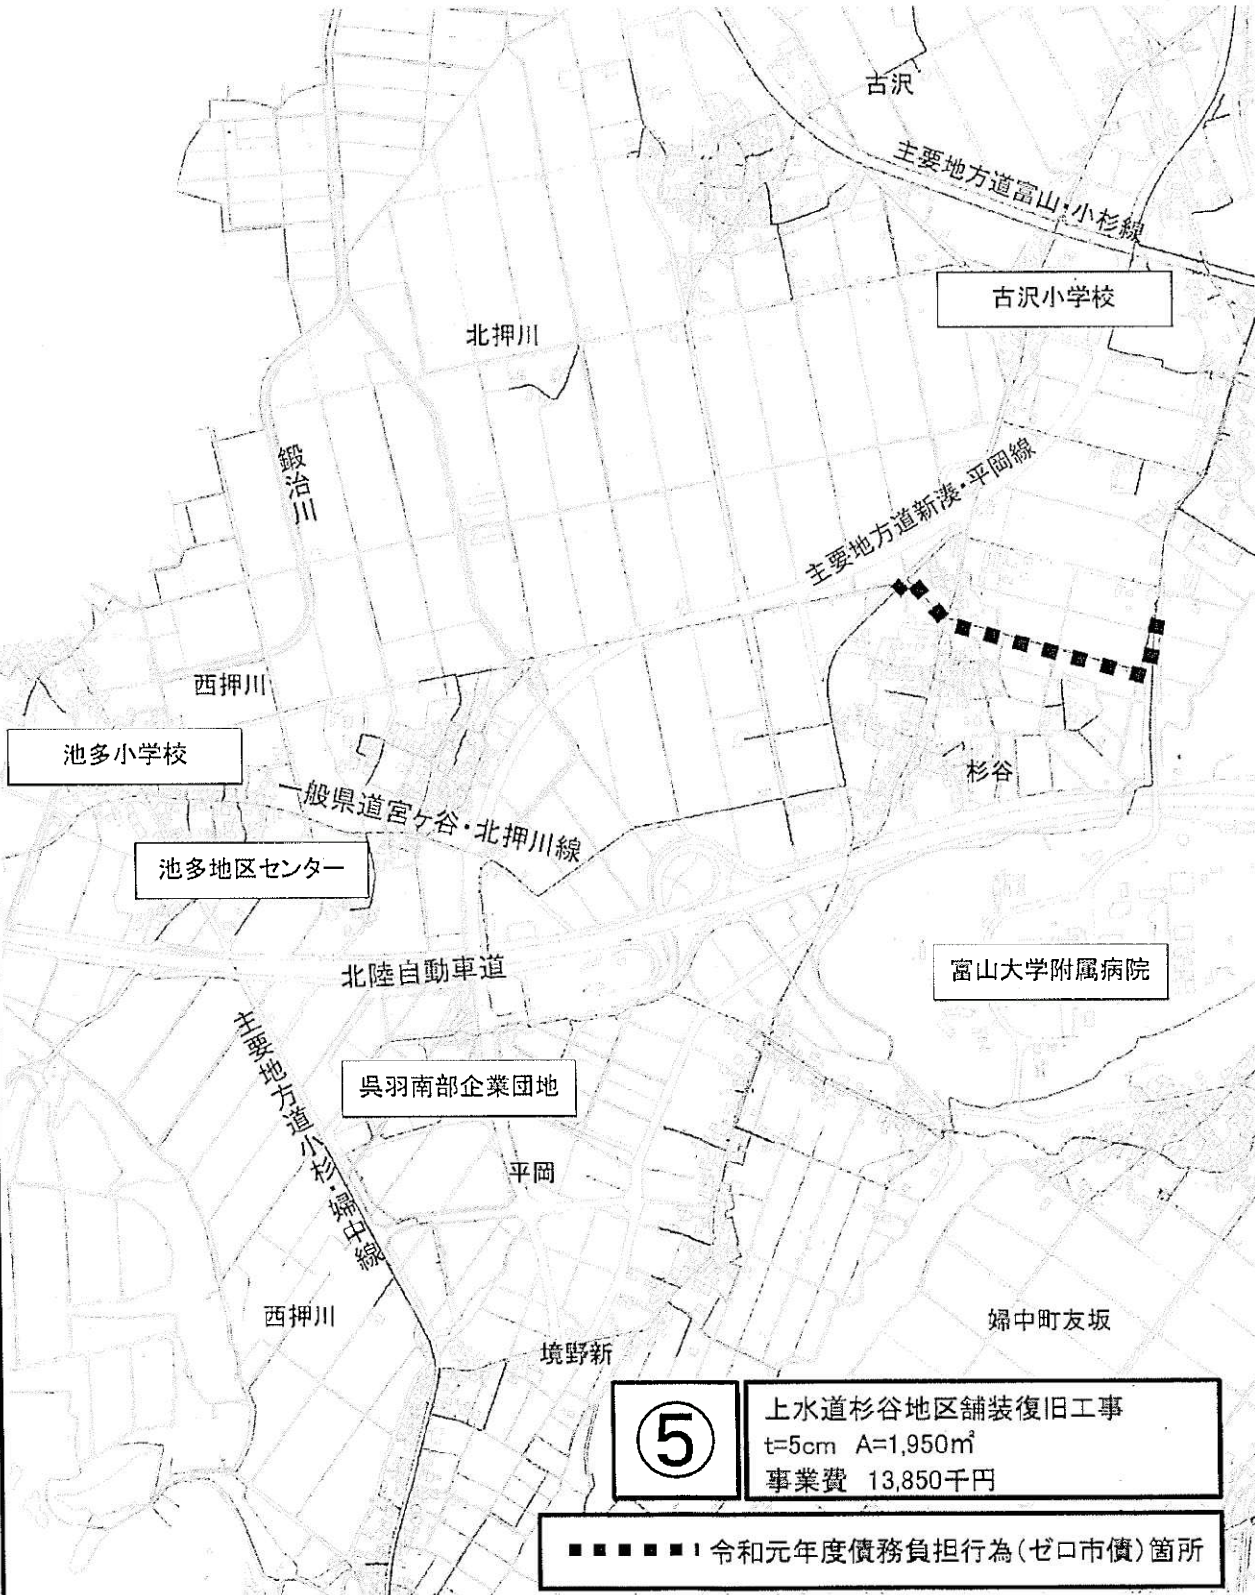 古沢
主要地方道富山・小杉線
古沢小学校
北押川
鍛治川
主要地方道新湊・平岡線
西押川
池多小学校
杉谷
一般県道宮ケ谷・北押川線
池多地区センター
北陸自動車道
富山大学附属病院
主要地方道小杉・婦中線
呉羽南部企業団地
平岡
西押川
婦中町友坂
境野新
⑤
上水道杉谷地区舗装復旧工事
t=5cm A=1,950㎡
事業費 13,850千円
令和元年度債務負担行為(ゼロ市債)箇所